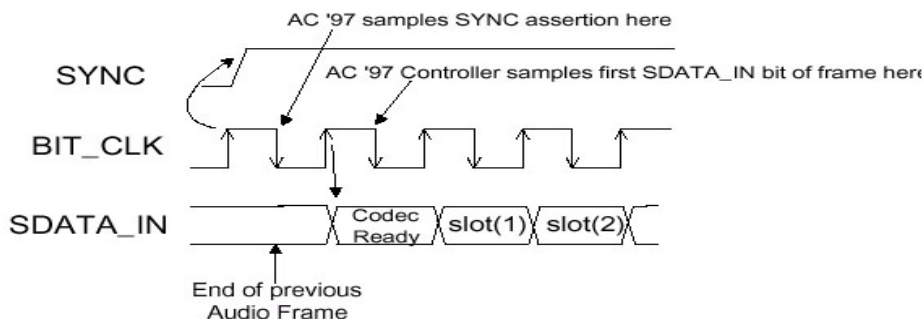 AC '97 samples SYNC assertion here
SYNC
AC '97 Controller samples first SDATA_IN bit of frame here
BIT_CLK
SDATA_IN
Codec
Ready
slot(1)
slot(2)
End of previous
Audio Frame